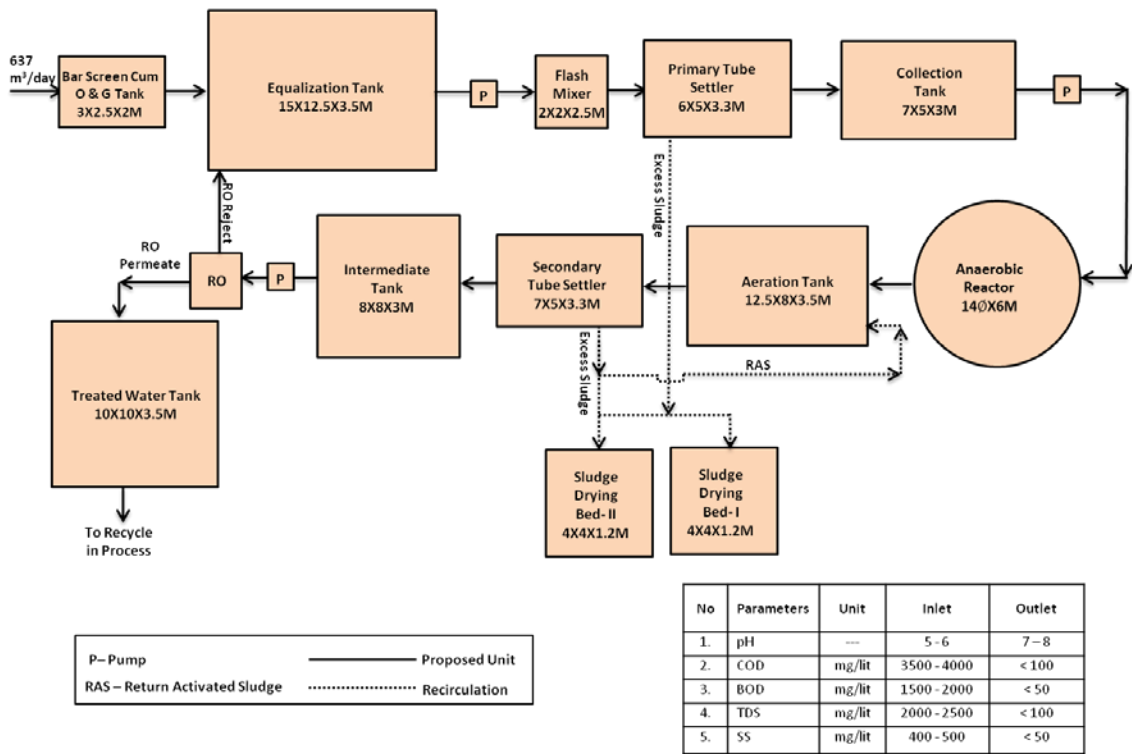 637
m³/day
Bar Screen Cum
O & G Tank
3X2.5X2M
Equalization Tank
15X12.5X3.5M
P
Flash
Mixer
2X2X2.5M
Primary Tube
Settler
6X5X3.3M
Collection
Tank
7X5X3M
P
RO Reject
Excess Sludge
RO
Permeate
RO
P
Intermediate
Tank
8X8X3M
Secondary
Tube Settler
7X5X3.3M
Aeration Tank
12.5X8X3.5M
Anaerobic
Reactor
14ØX6M
Excess Sludge
RAS
Treated Water Tank
10X10X3.5M
Sludge
Drying
Bed- II
4X4X1.2M
Sludge
Drying
Bed- I
4X4X1.2M
To Recycle
in Process
P– Pump
Proposed Unit
RAS – Return Activated Sludge
Recirculation
No Parameters Unit Inlet Outlet
1. pH --- 5 - 6 7 – 8
2. COD mg/lit 3500 - 4000 < 100
3. BOD mg/lit 1500 - 2000 < 50
4. TDS mg/lit 2000 - 2500 < 100
5. SS mg/lit 400 - 500 < 50